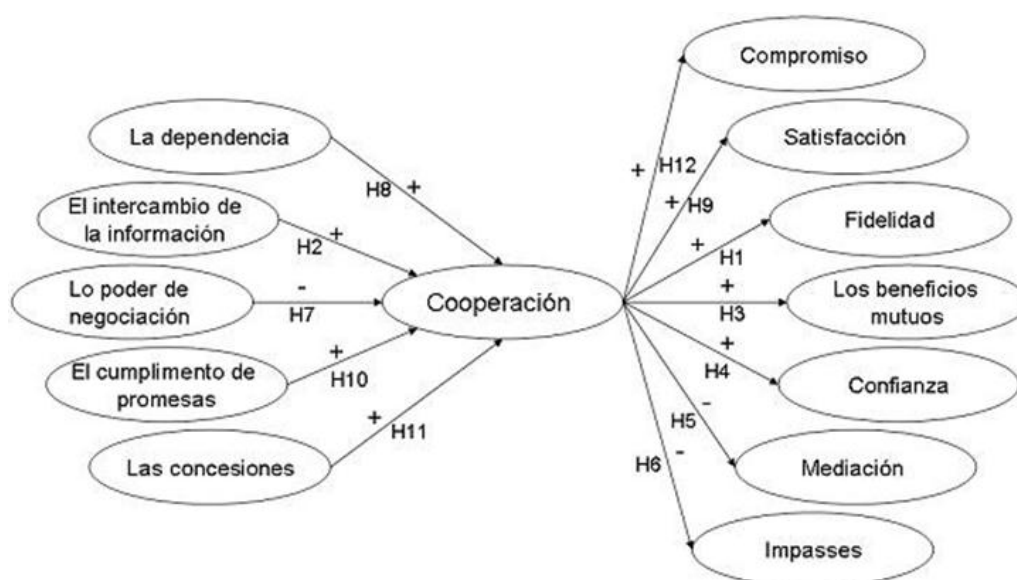 La dependencia
+
H8
El intercambio de
la información
+
H2
Lo poder de
negociación
-
H7
El cumplimento de
promesas
+
H10
Las concesiones
+
H11
Cooperación
Compromiso
+
H12
Satisfacción
+
H9
Fidelidad
+
H1
Los beneficios
mutuos
+
H3
Confianza
+
H4
Mediación
-
H5
Impasses
-
H6